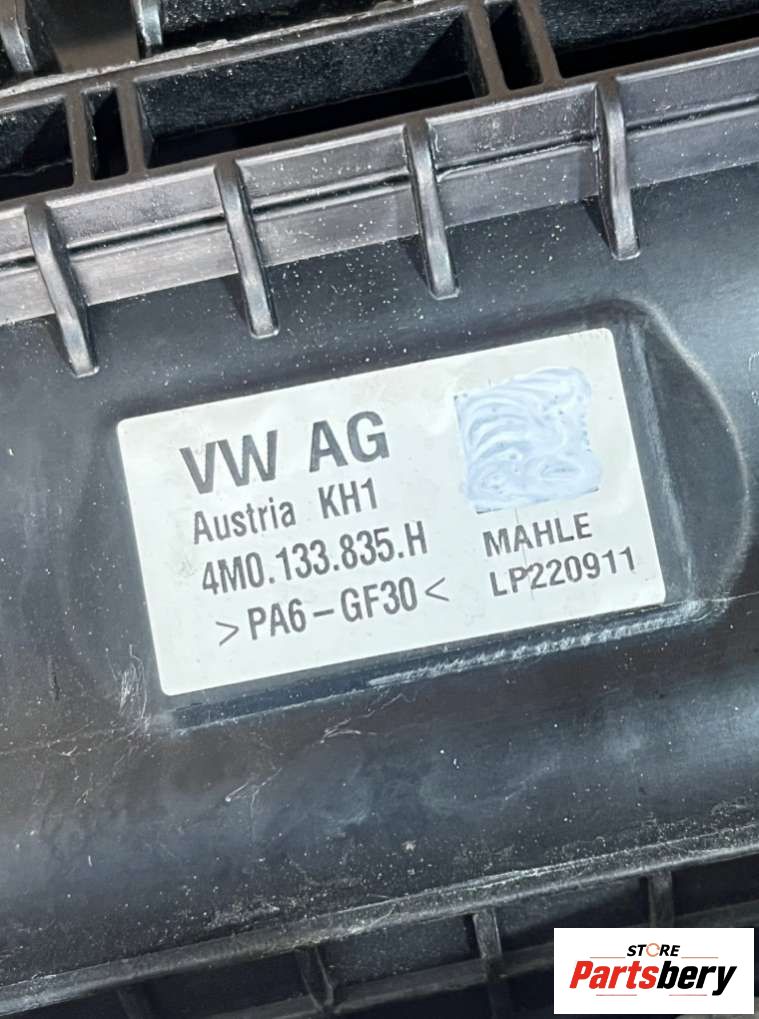 VW AG
Austria KH1
4M0.133.835.H
>PA6-GF30<
MAHLE
LP220911
STORE
Partsbery